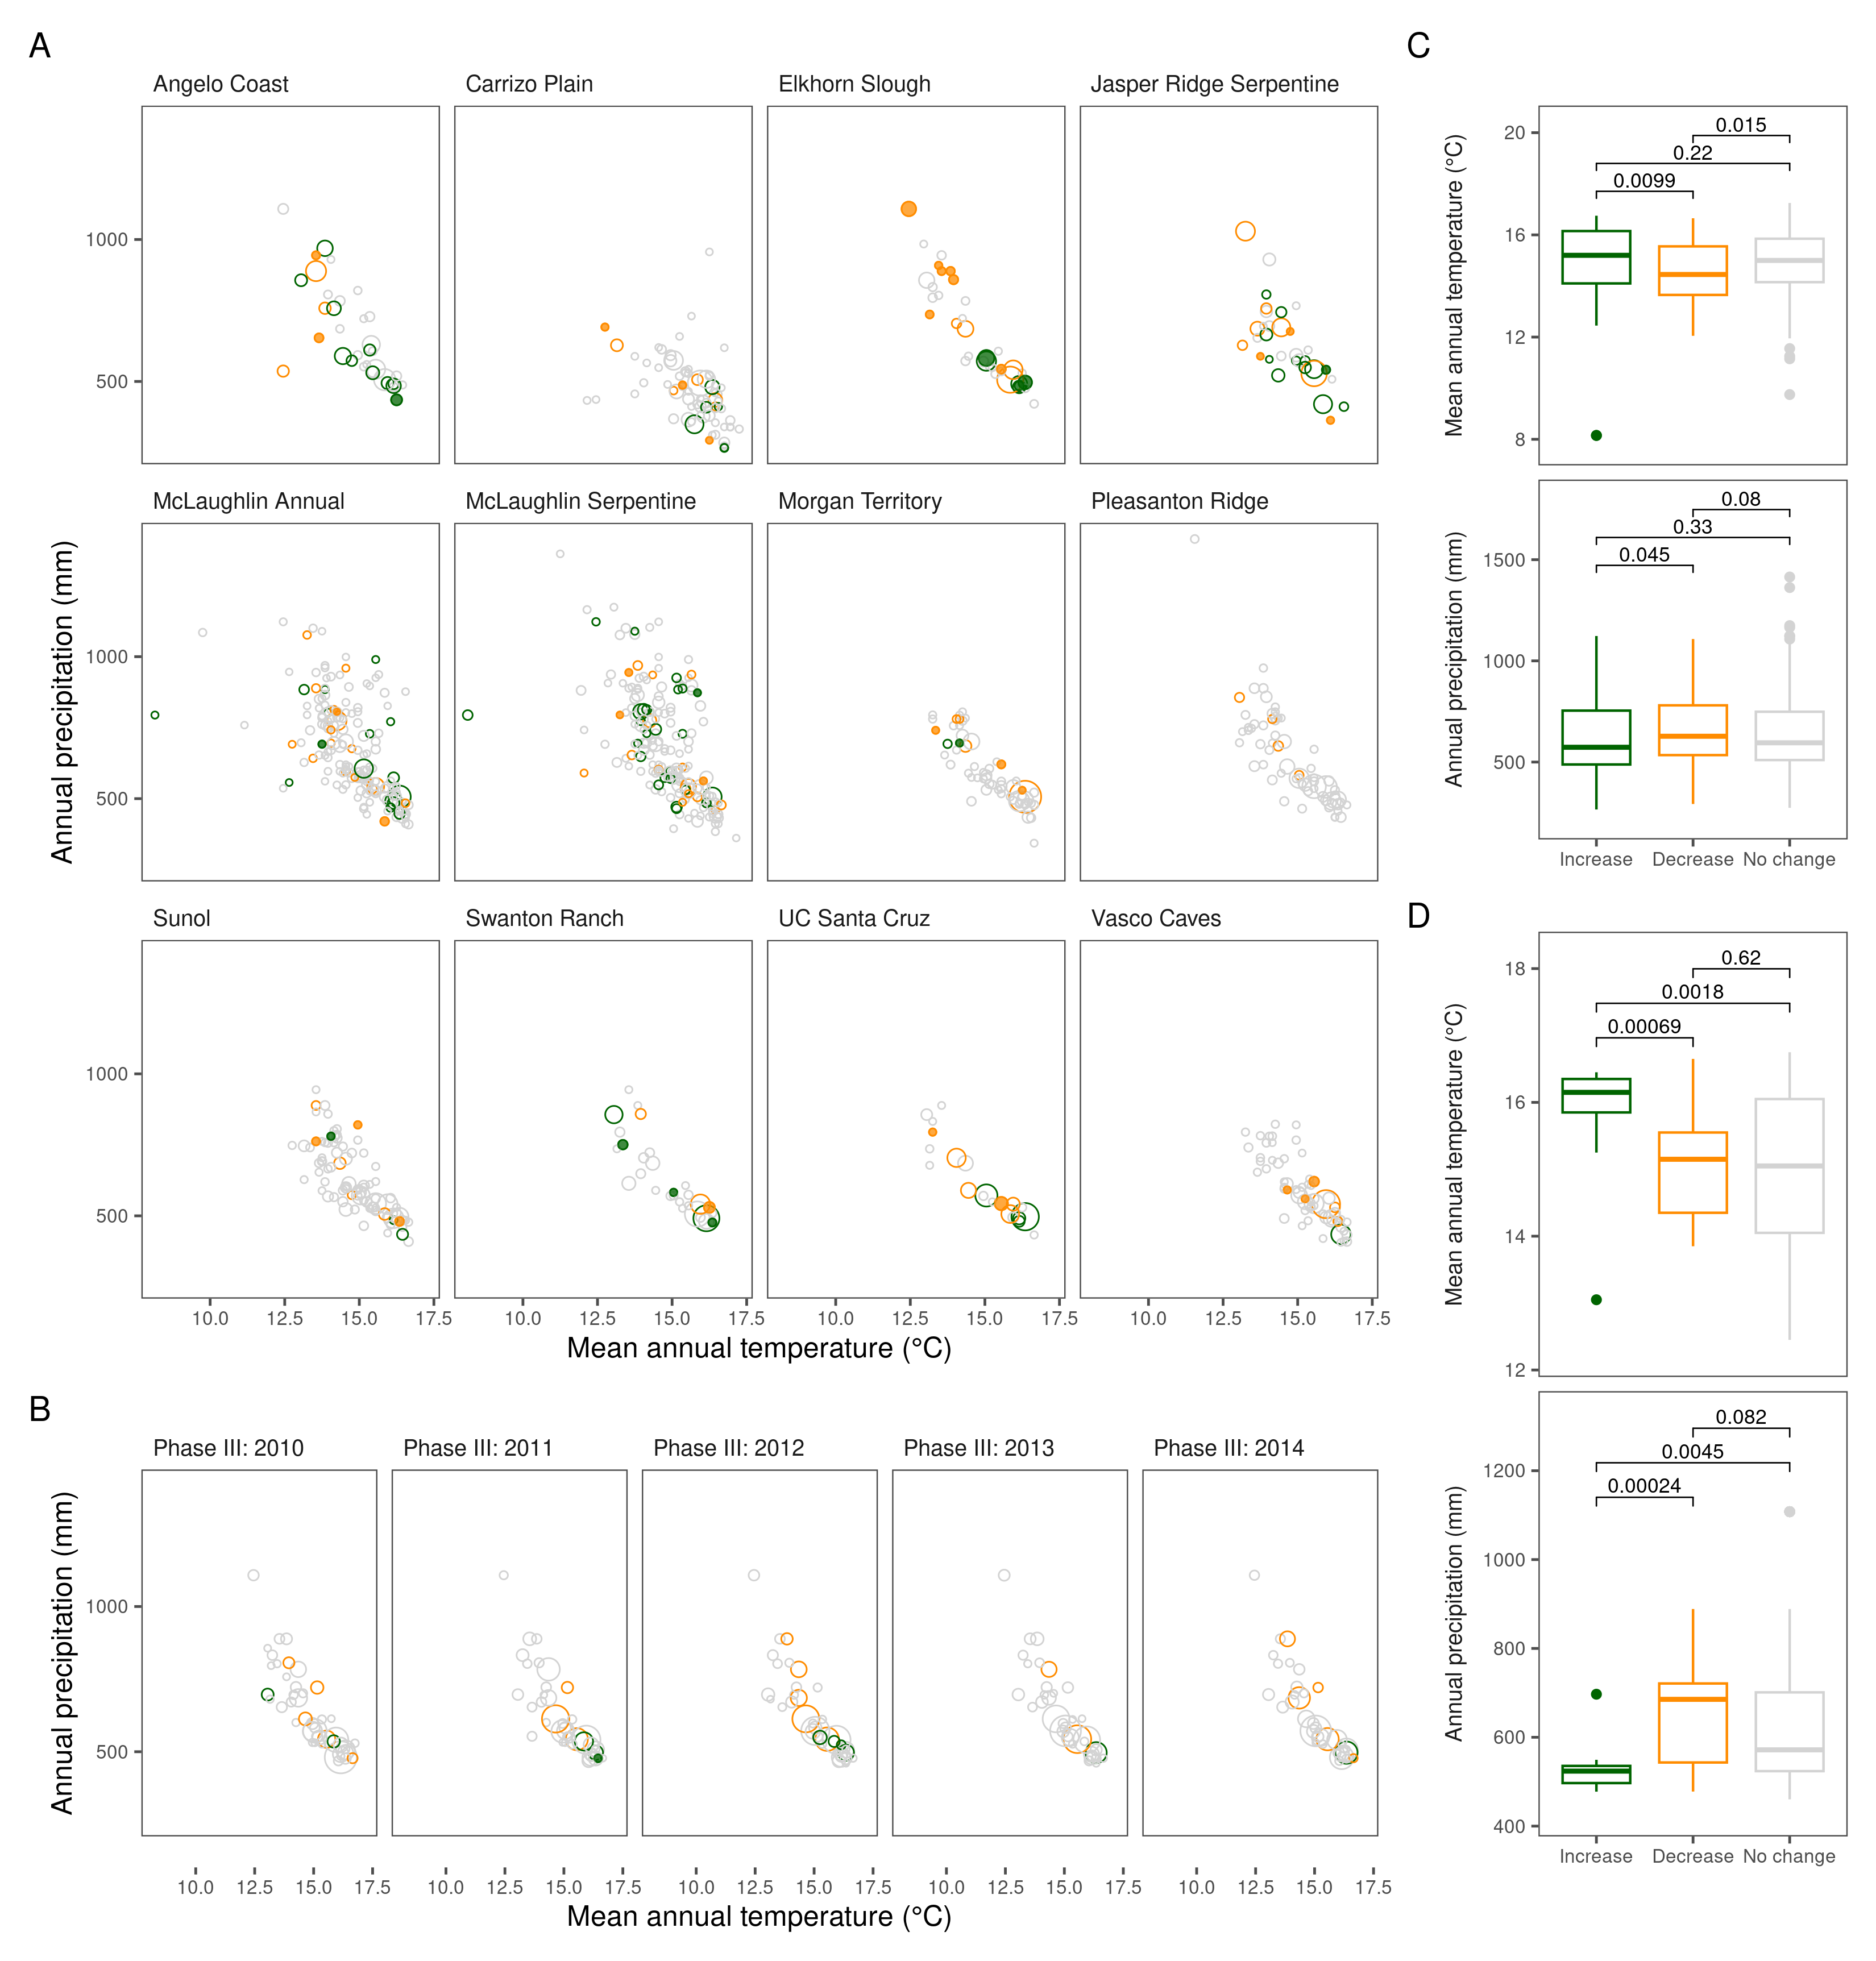 A
Angelo Coast
Carrizo Plain
Elkhorn Slough
Jasper Ridge Serpentine
1000
500
McLaughlin Annual
McLaughlin Serpentine
Morgan Territory
Pleasanton Ridge
Annual precipitation (mm)
1000
500
Sunol
Swanton Ranch
UC Santa Cruz
Vasco Caves
1000
500
10.0 12.5 15.0 17.5 10.0 12.5 15.0 17.5 10.0 12.5 15.0 17.5 10.0 12.5 15.0 17.5
Mean annual temperature (°C)
B
Phase III: 2010
Phase III: 2011
Phase III: 2012
Phase III: 2013
Phase III: 2014
Annual precipitation (mm)
1000
500
10.0 12.5 15.0 17.5 10.0 12.5 15.0 17.5 10.0 12.5 15.0 17.5 10.0 12.5 15.0 17.5 10.0 12.5 15.0 17.5
Mean annual temperature (°C)
C
Mean annual temperature (°C)
20
16
12
8
0.015
0.22
0.0099
Annual precipitation (mm)
1500
1000
500
0.08
0.33
0.045
Increase Decrease No change
D
Mean annual temperature (°C)
18
16
14
12
0.62
0.0018
0.00069
Annual precipitation (mm)
1200
1000
800
600
400
0.082
0.0045
0.00024
Increase Decrease No change